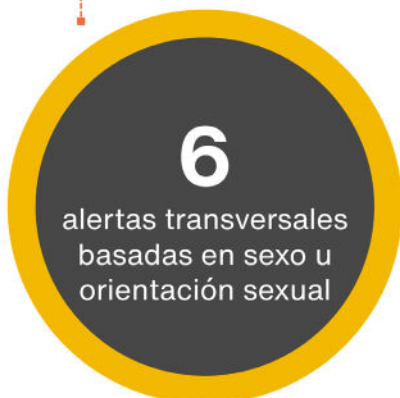 6
alertas transversales
basadas en sexo u
orientación sexual